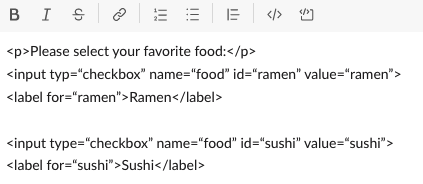 <p>Please select your favorite food:</p>
<input typ=“checkbox” name=“food” id=“ramen” value=“ramen”>
<label for=“ramen”>Ramen</label>
<input type=“checkbox” name=“food” id=“sushi” value=“sushi”>
<label for=“sushi”>Sushi</label>